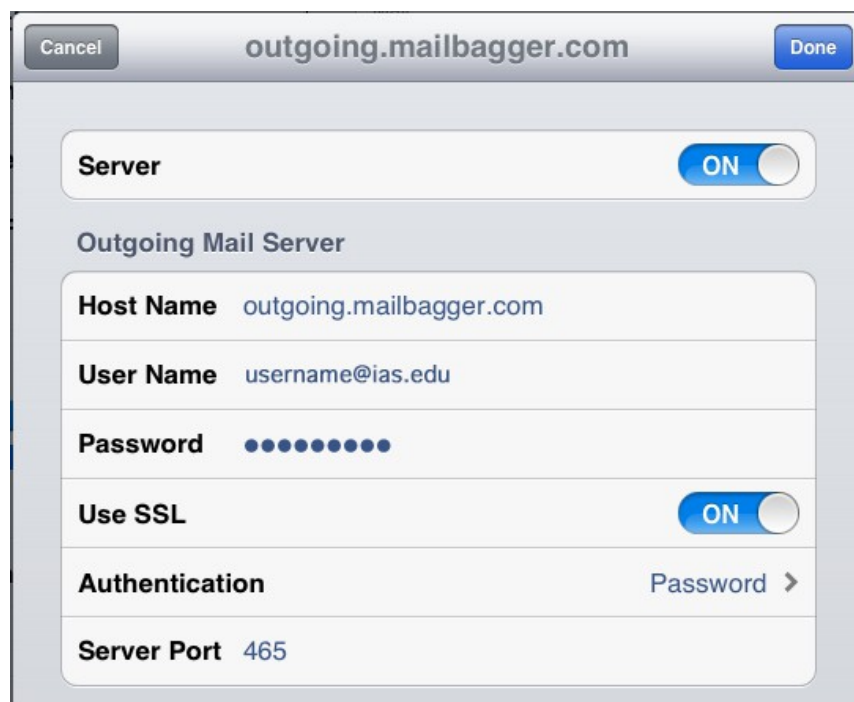 Cancel outgoing.mailbagger.com Done
Server ON
Outgoing Mail Server
Host Name outgoing.mailbagger.com
User Name username@ias.edu
Password ●●●●●●●●●
Use SSL ON
Authentication Password >
Server Port 465